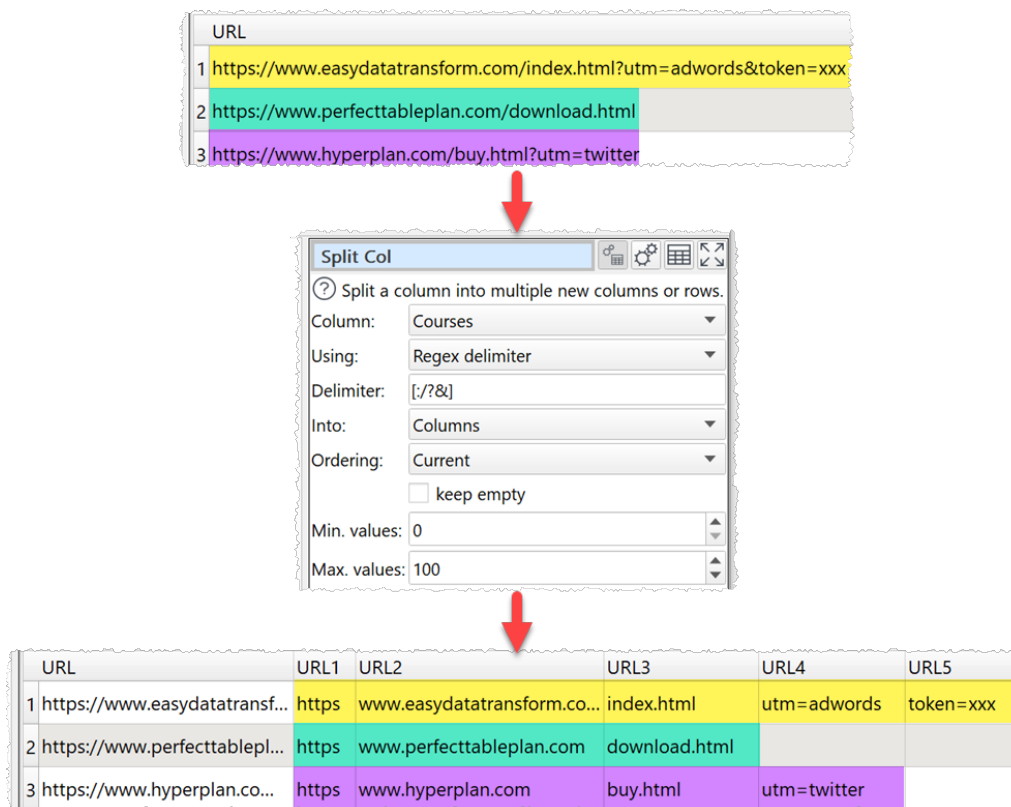 URL
1 https://www.easydatatransform.com/index.html?utm=adwords&token=xxx
2 https://www.perfecttableplan.com/download.html
3 https://www.hyperplan.com/buy.html?utm=twitter
Split Col
? Split a column into multiple new columns or rows.
Column: Courses
Using: Regex delimiter
Delimiter: [:/?&]
Into: Columns
Ordering: Current
keep empty
Min. values: 0
Max. values: 100
URL URL1 URL2 URL3 URL4 URL5
1 https://www.easydatatransf... https www.easydatatransform.co... index.html utm=adwords token=xxx
2 https://www.perfecttablepl... https www.perfecttableplan.com download.html
3 https://www.hyperplan.co... https www.hyperplan.com buy.html utm=twitter